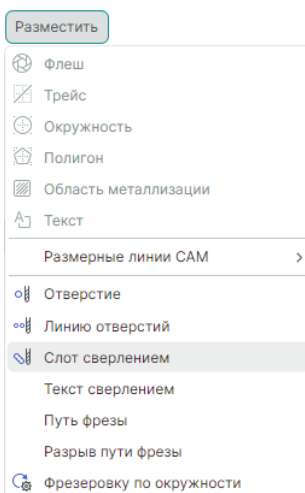 Разместить
Флеш
Трейс
Окружность
Полигон
Область металлизации
Текст
Размерные линии CAM
Отверстие
Линию отверстий
Слот сверлением
Текст сверлением
Путь фрезы
Разрыв пути фрезы
Фрезеровку по окружности